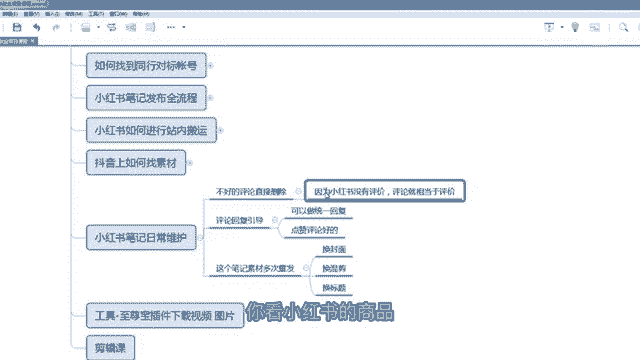 如何找到同行对标帐号
小红书笔记发布全流程
小红书如何进行站内搬运
抖音上如何找素材
不好的评论直接删除
因为小红书没有评价，评论就相当于评价
评论回复引导
可以做统一回复
点赞评论好的
小红书笔记日常维护
这个笔记素材多次重发
换封面
换混剪
换标题
工具-至尊宝插件下载视频 图片
你看小红书的商品
剪辑课